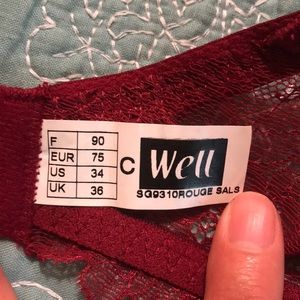 F 90
EUR 75
US 34
UK 36
C
Well
SG9310ROUGE SALS